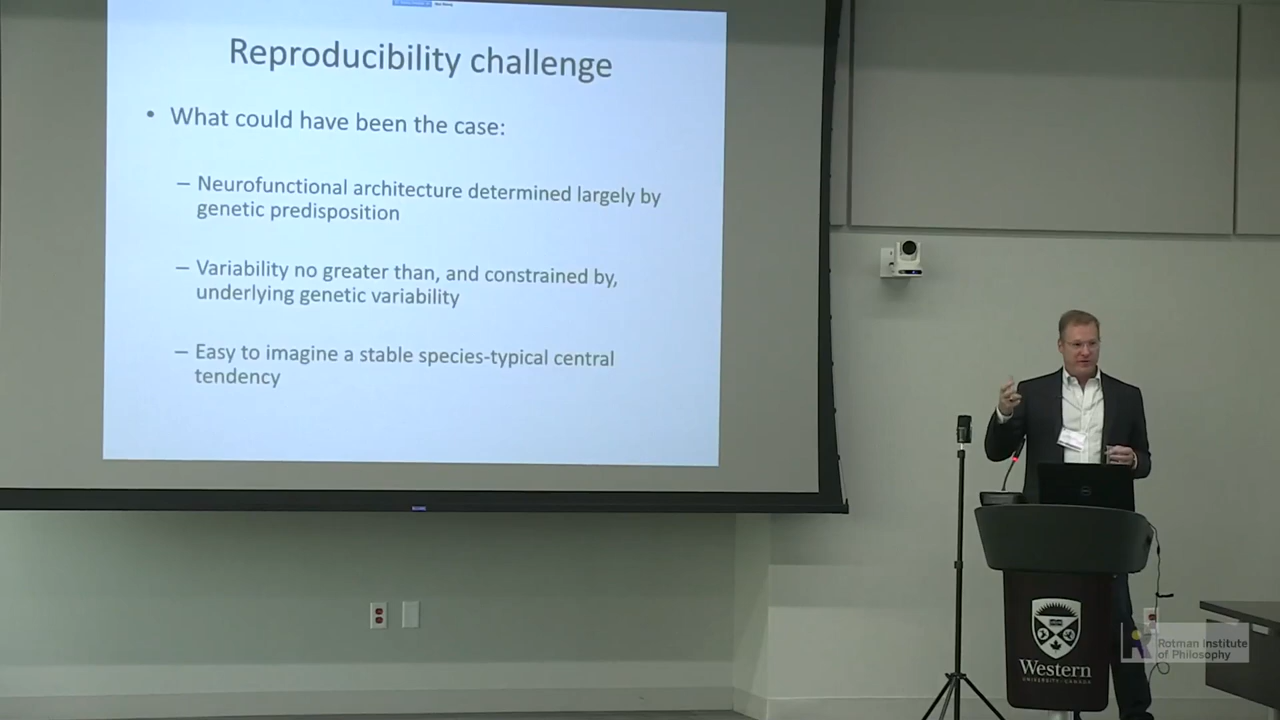 Reproducibility challenge
• What could have been the case:
– Neurofunctional architecture determined largely by
genetic predisposition
– Variability no greater than, and constrained by,
underlying genetic variability
– Easy to imagine a stable species-typical central
tendency
Western
UNIVERSITY · CANADA
Rotman Institute
of Philosophy